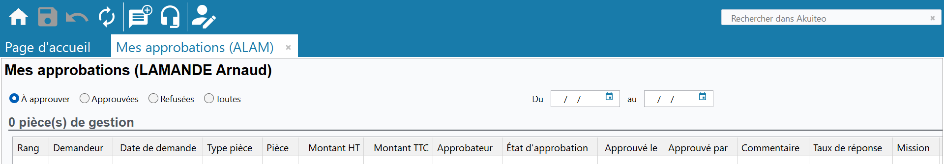 Rechercher dans Akuiteo
Page d'accueil Mes approbations (ALAM)
Mes approbations (LAMANDE Arnaud)
À approuver Approuvées Refusées Toutes Du / / au / /
0 pièce(s) de gestion
Rang Demandeur Date de demande Type pièce Pièce Montant HT Montant TTC Approbateur État d'approbation Approuvé le Approuvé par Commentaire Taux de réponse Mission